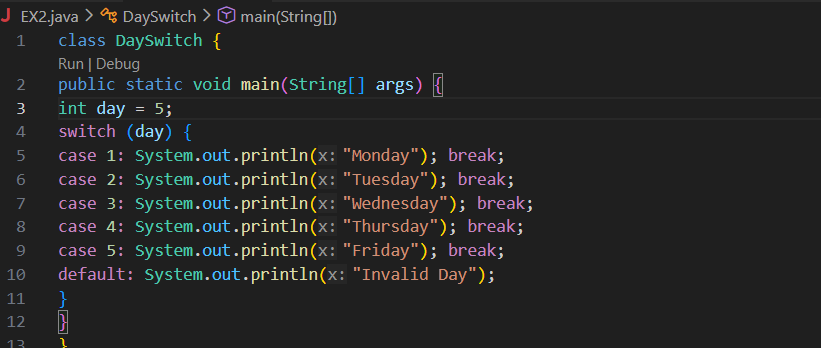 J EX2.java > DaySwitch > main(String[])
1 class DaySwitch {
Run | Debug
2 public static void main(String[] args) {
3 int day = 5;
4 switch (day) {
5 case 1: System.out.println(x: "Monday"); break;
6 case 2: System.out.println(x: "Tuesday"); break;
7 case 3: System.out.println(x: "Wednesday"); break;
8 case 4: System.out.println(x: "Thursday"); break;
9 case 5: System.out.println(x: "Friday"); break;
10 default: System.out.println(x: "Invalid Day");
11 }
12 }
13 }